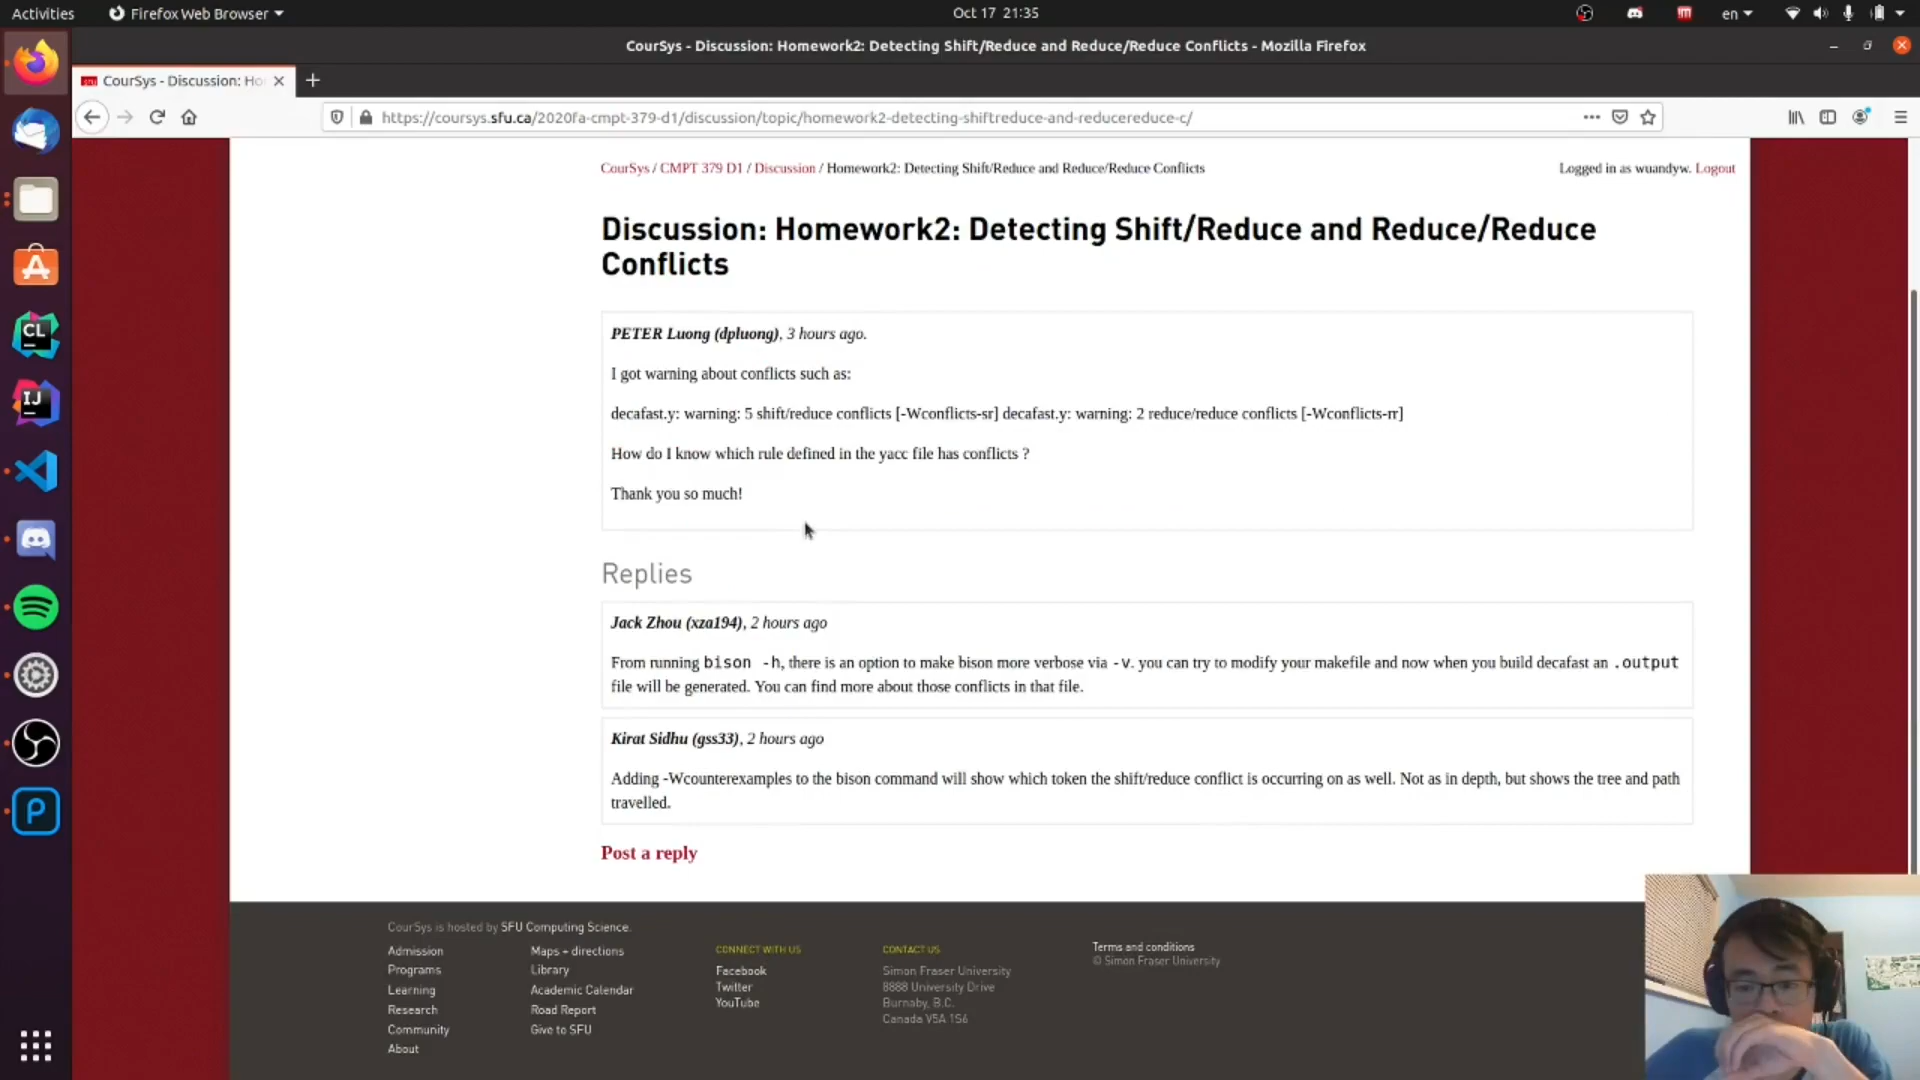 Activities
Firefox Web Browser
Oct 17 21:35
en
CourSys - Discussion: Homework2: Detecting Shift/Reduce and Reduce/Reduce Conflicts - Mozilla Firefox
SFU CourSys - Discussion: Ho
https://coursys.sfu.ca/2020fa-cmpt-379-d1/discussion/topic/homework2-detecting-shiftreduce-and-reducereduce-c/
CourSys / CMPT 379 D1 / Discussion / Homework2: Detecting Shift/Reduce and Reduce/Reduce Conflicts
Logged in as wuandyw. Logout
Discussion: Homework2: Detecting Shift/Reduce and Reduce/Reduce
Conflicts
PETER Luong (dpluong), 3 hours ago.
I got warning about conflicts such as:
decafast.y: warning: 5 shift/reduce conflicts [-Wconflicts-sr] decafast.y: warning: 2 reduce/reduce conflicts [-Wconflicts-rr]
How do I know which rule defined in the yacc file has conflicts ?
Thank you so much!
Replies
Jack Zhou (xza194), 2 hours ago
From running bison -h, there is an option to make bison more verbose via -v. you can try to modify your makefile and now when you build decafast an .output
file will be generated. You can find more about those conflicts in that file.
Kirat Sidhu (gss33), 2 hours ago
Adding -Wcounterexamples to the bison command will show which token the shift/reduce conflict is occurring on as well. Not as in depth, but shows the tree and path
travelled.
Post a reply
CourSys is hosted by SFU Computing Science.
Admission
Programs
Learning
Research
Community
About
Maps + directions
Library
Academic Calendar
Road Report
Give to SFU
CONNECT WITH US
Facebook
Twitter
YouTube
CONTACT US
Simon Fraser University
8888 University Drive
Burnaby, B.C.
Canada V5A 1S6
Terms and conditions
© Simon Fraser University
CL
IJ
P